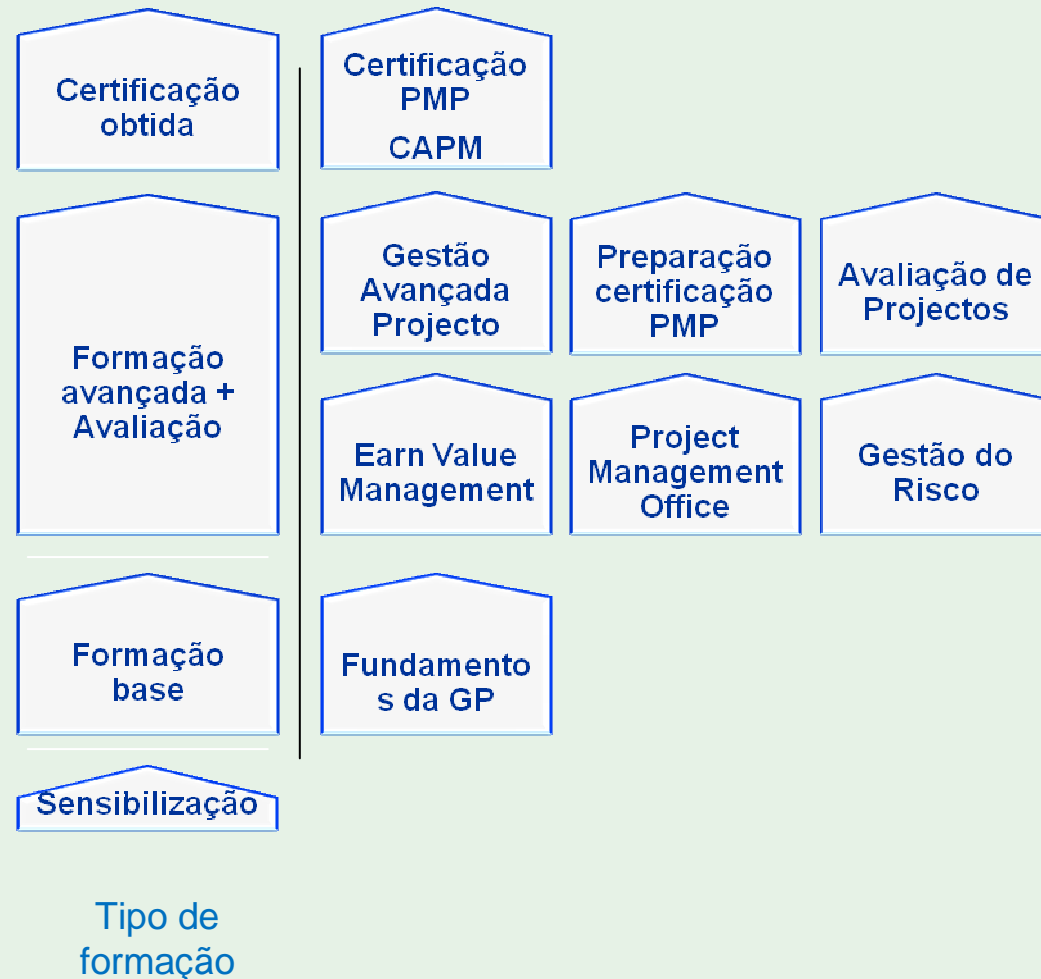 Certificação
obtida
Certificação
PMP
CAPM
Formação
avançada +
Avaliação
Gestão
Avançada
Projecto
Preparação
certificação
PMP
Avaliação de
Projectos
Earn Value
Management
Project
Management
Office
Gestão do
Risco
Formação
base
Fundamento
s da GP
Sensibilização
Tipo de
formação